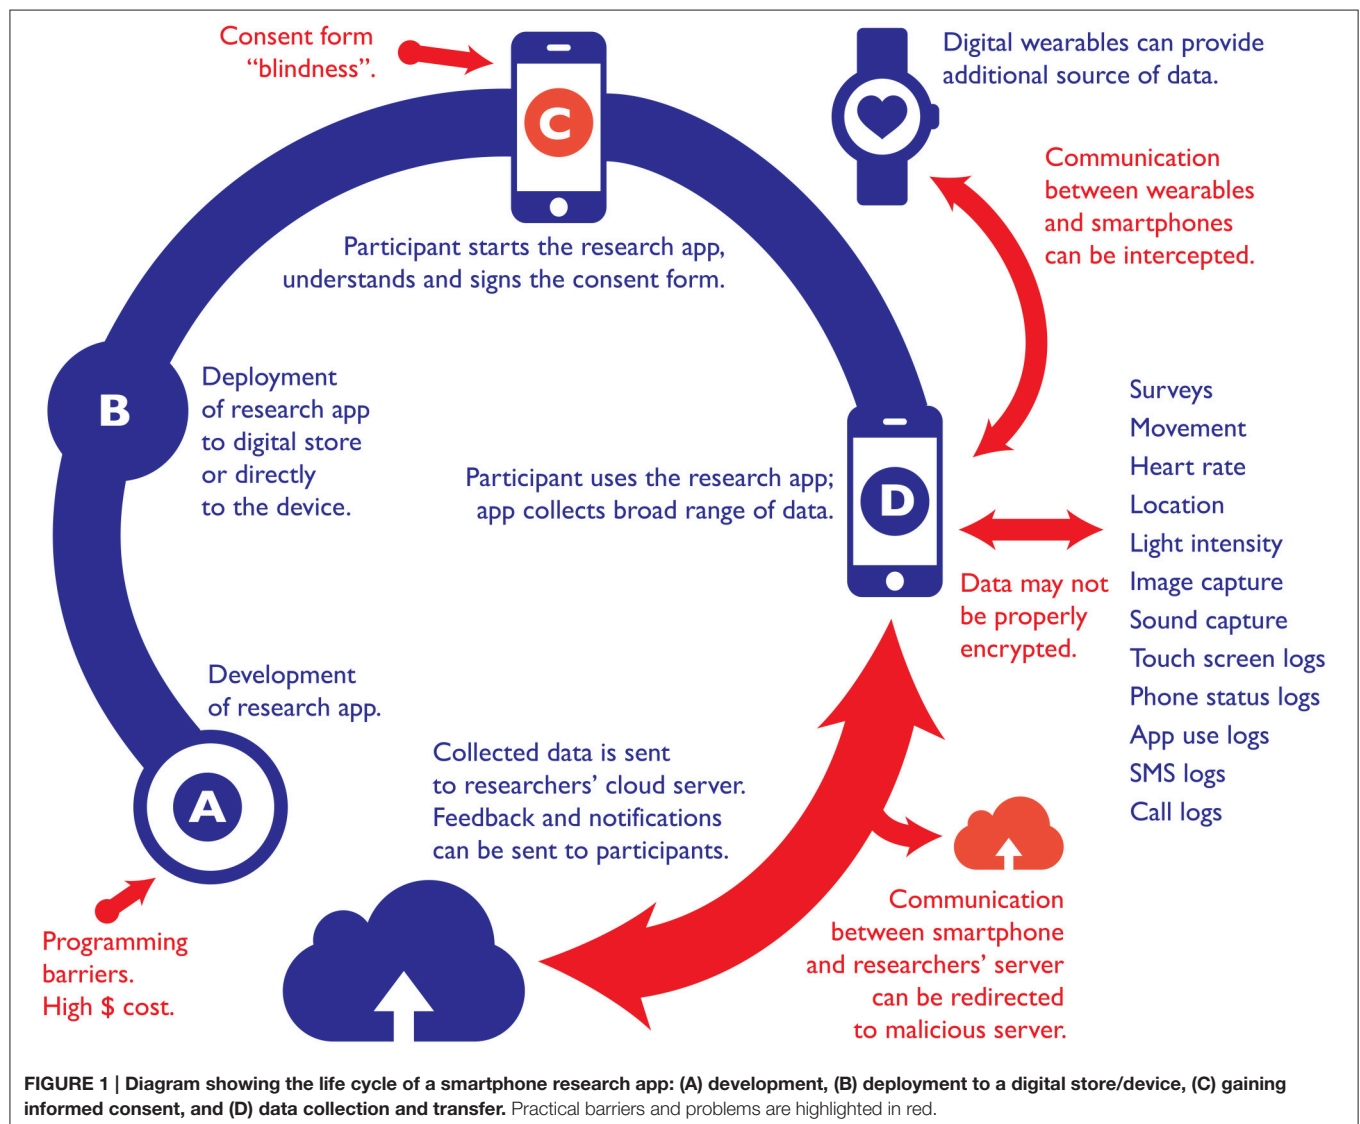 Consent form
“blindness”.
C
Digital wearables can provide
additional source of data.
Communication
between wearables
and smartphones
can be intercepted.
Participant starts the research app,
understands and signs the consent form.
B
Deployment
of research app
to digital store
or directly
to the device.
Participant uses the research app;
app collects broad range of data.
D
Surveys
Movement
Heart rate
Location
Light intensity
Image capture
Sound capture
Touch screen logs
Phone status logs
App use logs
SMS logs
Call logs
Data may not
be properly
encrypted.
Development
of research app.
A
Programming
barriers.
High $ cost.
Collected data is sent
to researchers’ cloud server.
Feedback and notifications
can be sent to participants.
Communication
between smartphone
and researchers’ server
can be redirected
to malicious server.
FIGURE 1 | Diagram showing the life cycle of a smartphone research app: (A) development, (B) deployment to a digital store/device, (C) gaining
informed consent, and (D) data collection and transfer. Practical barriers and problems are highlighted in red.